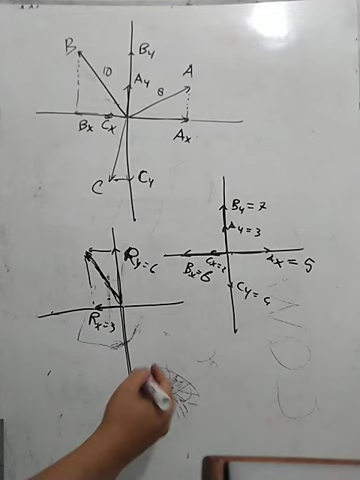 B
By
10
Ay
A
8
Bx
Cx
Ax
C
Cy
By = 7
Ay = 3
Ry = 6
Cx = 1
Ax = 5
Bx = 6
Cy = 4
Rx = 3